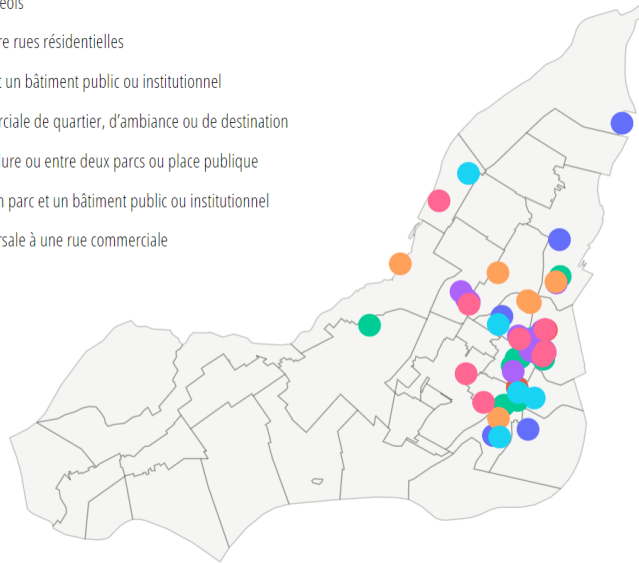 re rues résidentielles
un bâtiment public ou institutionnel
rciale de quartier, d'ambiance ou de destination
ure ou entre deux parcs ou place publique
parc et un bâtiment public ou institutionnel
rsale à une rue commerciale